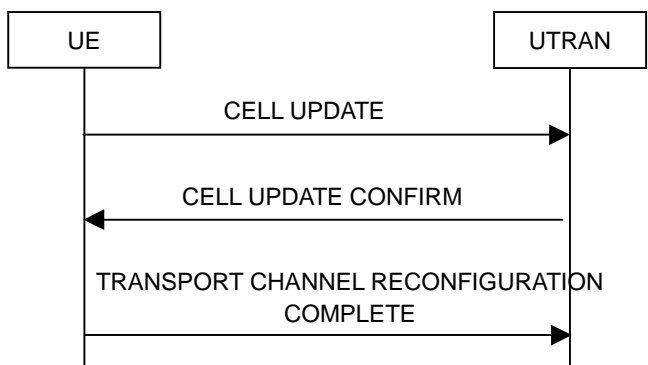 UE
UTRAN
CELL UPDATE
CELL UPDATE CONFIRM
TRANSPORT CHANNEL RECONFIGURATION
COMPLETE